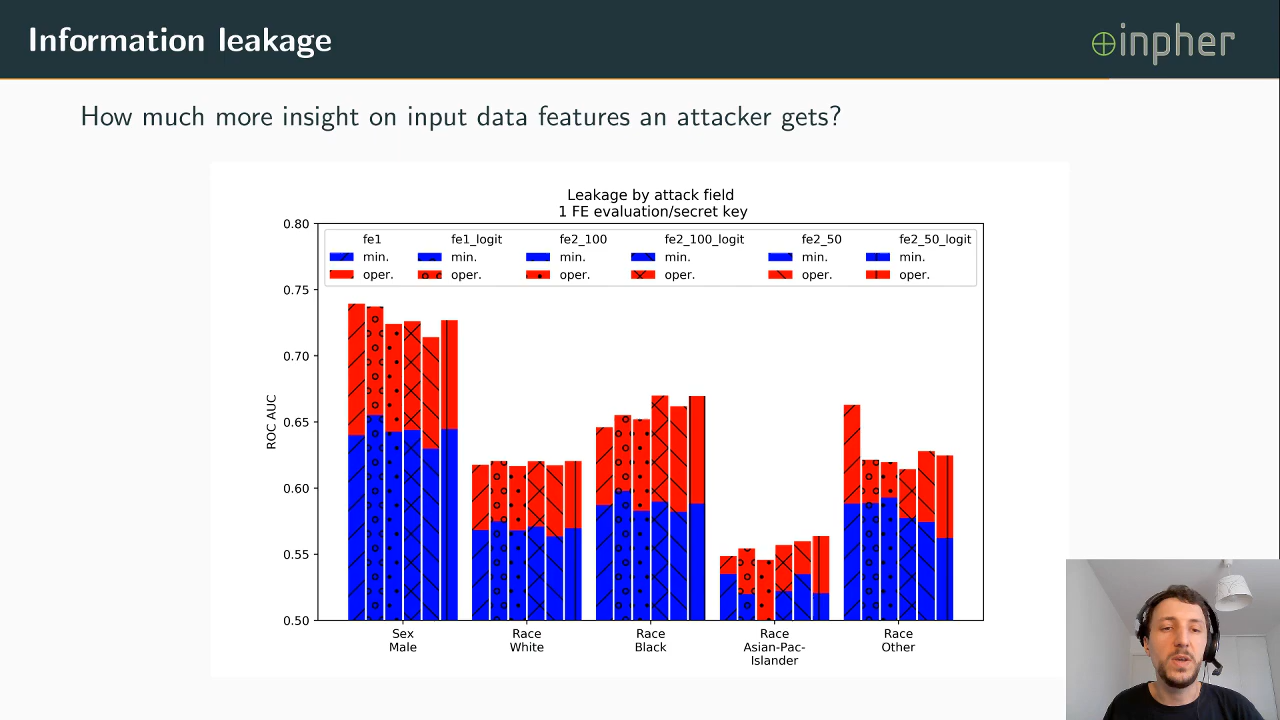 Information leakage
inpher
How much more insight on input data features an attacker gets?
Leakage by attack field
1 FE evaluation/secret key
fe1 fe1_logit fe2_100 fe2_100_logit fe2_50 fe2_50_logit
min. min. min. min. min. min.
oper. oper. oper. oper. oper. oper.
0.80
0.75
0.70
0.65
0.60
0.55
0.50
ROC AUC
Sex
Male
Race
White
Race
Black
Race
Asian-Pac-
Islander
Race
Other